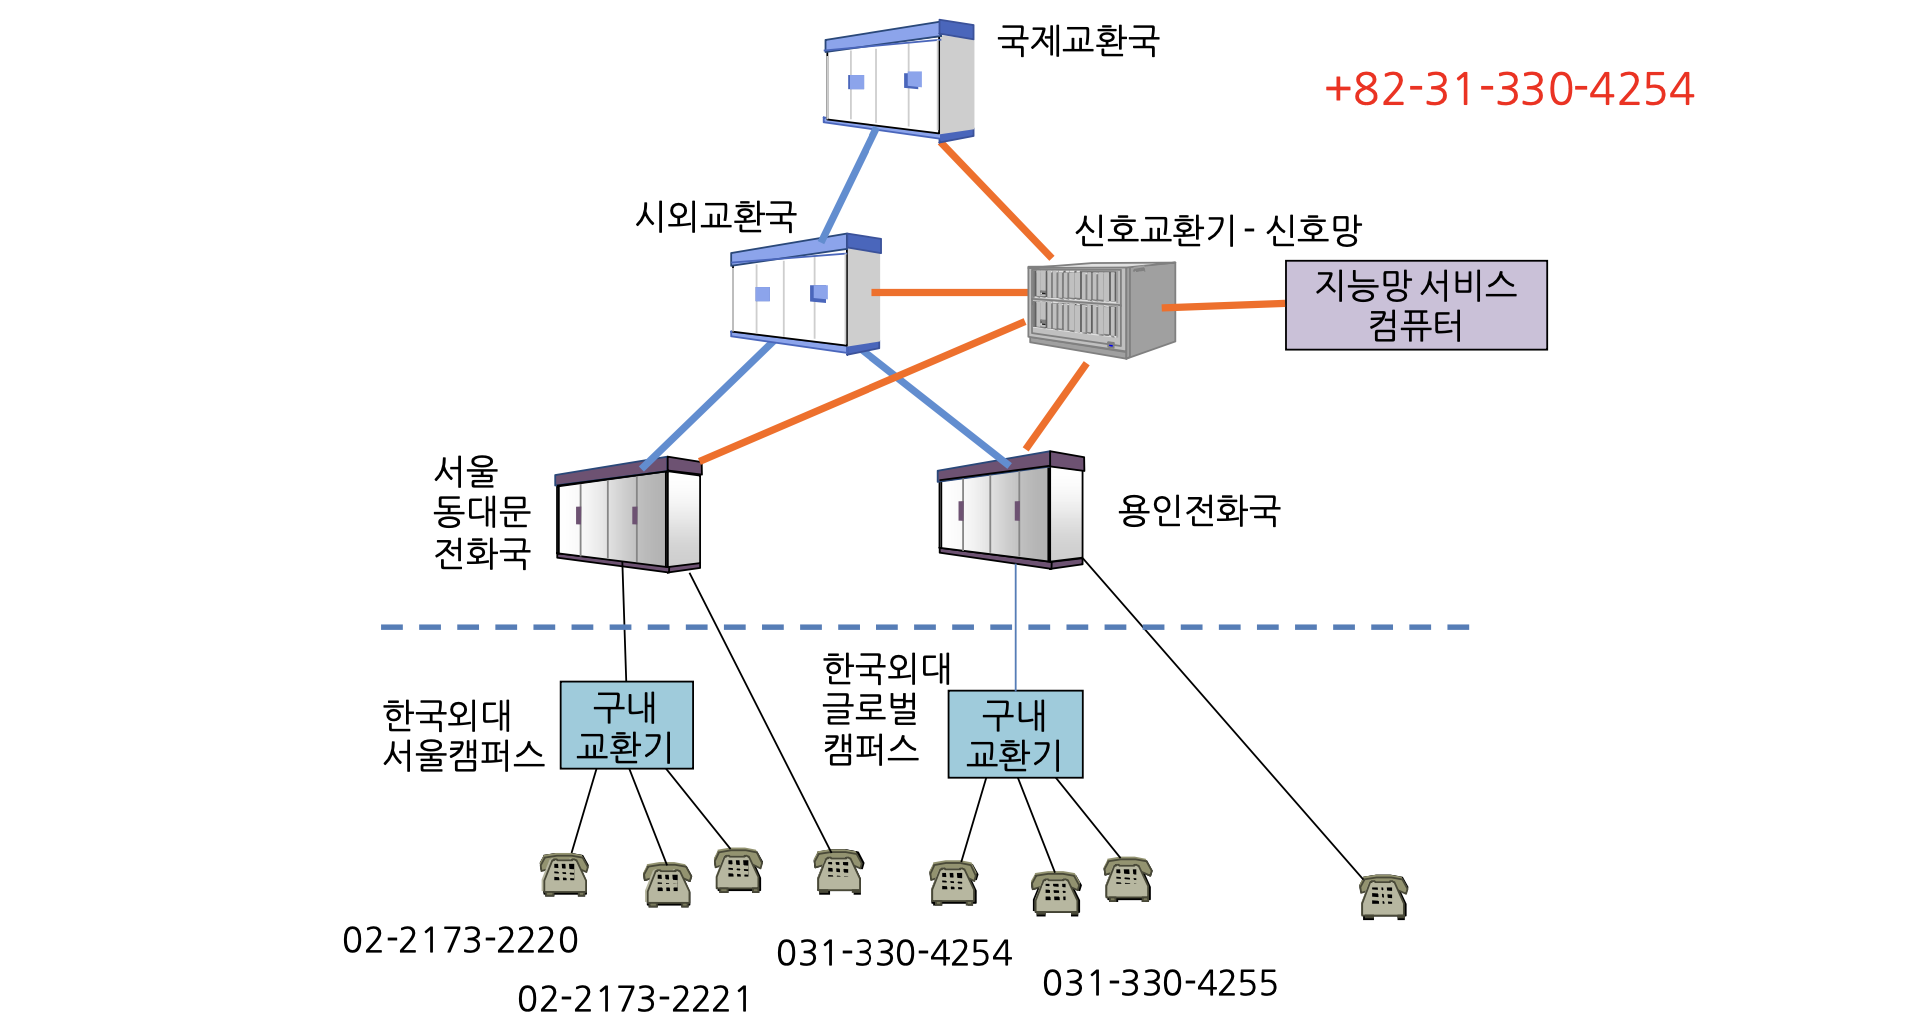 국제교환국
+82-31-330-4254
시외교환국
신호교환기 - 신호망
지능망 서비스
컴퓨터
서울
동대문
전화국
용인전화국
한국외대
서울캠퍼스
구내
교환기
한국외대
글로벌
캠퍼스
구내
교환기
02-2173-2220
02-2173-2221
031-330-4254
031-330-4255